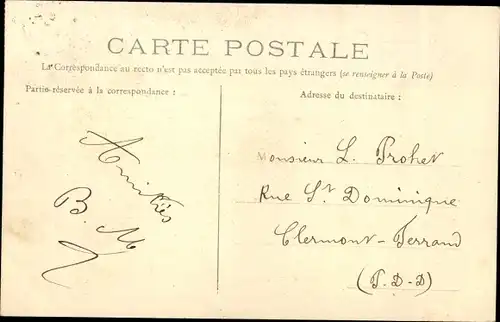 CARTE POSTALE
La Correspondance au recto n'est pas acceptée par tous les pays étrangers (se renseigner à la Poste)
Partie réservée à la correspondance :
Amitiés
B. M
Adresse du destinataire :
Monsieur L. Prohet
Rue St Dominique
Clermont-Ferrand
(P.-D-D)